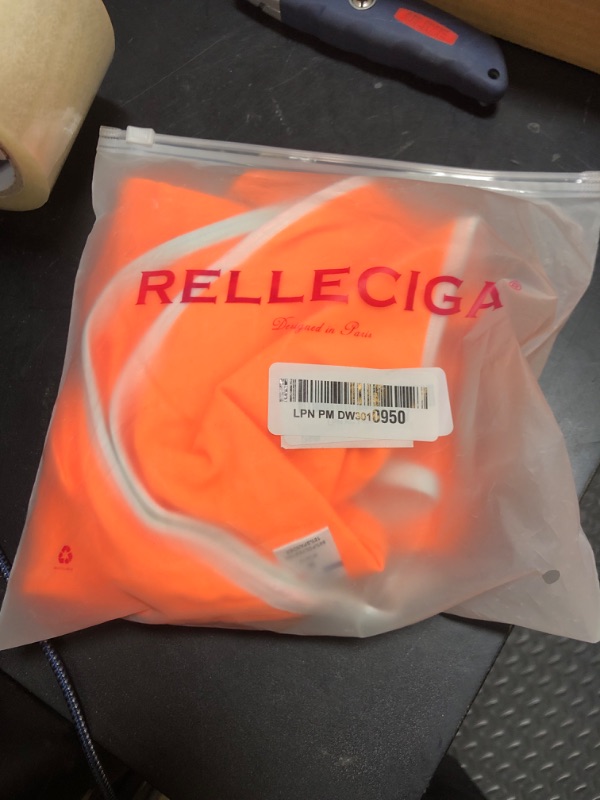 RELLECIGA®
Designed in Paris
LPN PM DW3010950